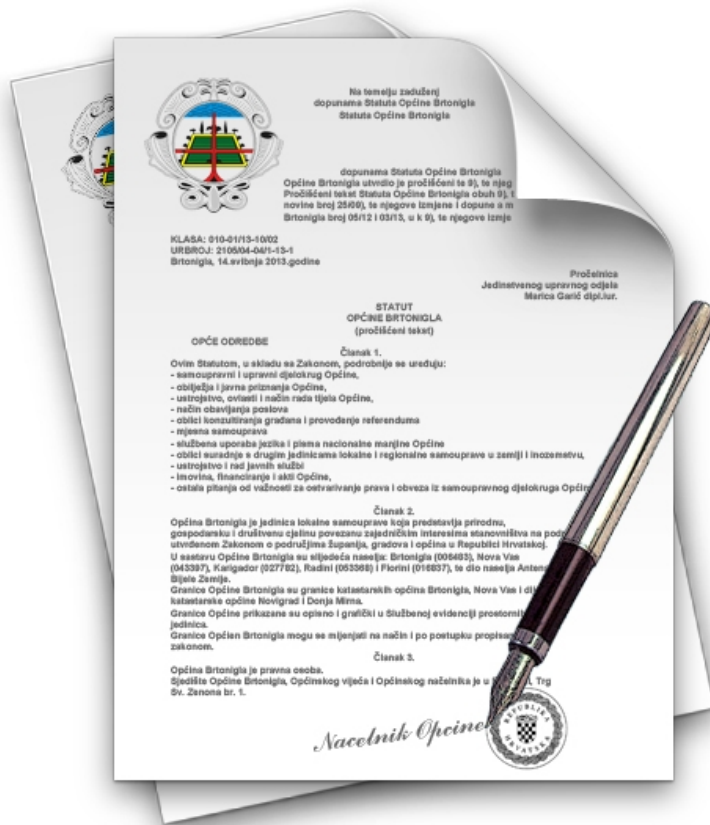 Na temelju zaduženj
dopunama Statuta Općine Brtonigla
Statuta Općine Brtonigla
dopunama Statuta Općine Brtonigla
Općine Brtonigla utvrdio je pročišćeni te 9), te njeg
Pročišćeni tekst Statuta Općine Brtonigla obuh 9), t
novine broj 25/09), te njegove izmjene i dopune a m
Brtonigla broj 05/12 i 03/13, u k 9), te njegove izmje
KLASA: 010-01/13-10/02
URBROJ: 2105/04-04/1-13-1
Brtonigla, 14.svibnja 2013.godine
Pročelnica
Jedinstvenog upravnog odjela
Marica Garić dipl.iur.
STATUT
OPĆINE BRTONIGLA
(pročišćeni tekst)
OPĆE ODREDBE
Članak 1.
Ovim Statutom, u skladu sa Zakonom, podrobnije se uređuju:
- samoupravni i upravni djelokrug Općine,
- obilježja i javna priznanja Općine,
- ustrojstvo, ovlasti i način rada tijela Općine,
- način obavljanja poslova
- oblici konzultiranja građana i provođenje referenduma
- mjesna samouprava
- službena uporaba jezika i pisma nacionalne manjine Općine
- oblici suradnje s drugim jedinicama lokalne i regionalne samouprave u zemlji i inozemstvu,
- ustrojstvo i rad javnih službi
- imovina, financiranje i akti Općine,
- ostala pitanja od važnosti za ostvarivanje prava i obveza iz samoupravnog djelokruga Općin
Članak 2.
Općina Brtonigla je jedinica lokalne samouprave koja predstavlja prirodnu,
gospodarsku i društvenu cjelinu povezanu zajedničkim interesima stanovništva na pod
utvrđenom Zakonom o područjima županija, gradova i općina u Republici Hrvatskoj.
U sastavu Općine Brtonigla su slijedeća naselja: Brtonigla (006483), Nova Vas
(043397), Karigador (027782), Radini (053368) i Fiorini (016837), te dio naselja Anten
Bijele Zemlje.
Granice Općine Brtonigla su granice katastarskih općina Brtonigla, Nova Vas i di
katastarske općine Novigrad i Donja Mirna.
Granice Općine prikazane su opisno i grafički u Službenoj evidenciji prostornih
jedinica.
Granice Općien Brtonigla mogu se mijenjati na način i po postupku propisa
zakonom.
Članak 3.
Općina Brtonigla je pravna osoba.
Sjedište Općine Brtonigla, Općinskog vijeća i Općinskog načelnika je u Trg
Sv. Zenona br. 1.
Nacelnik Opcine
REPUBLIKA
HRVATSKA